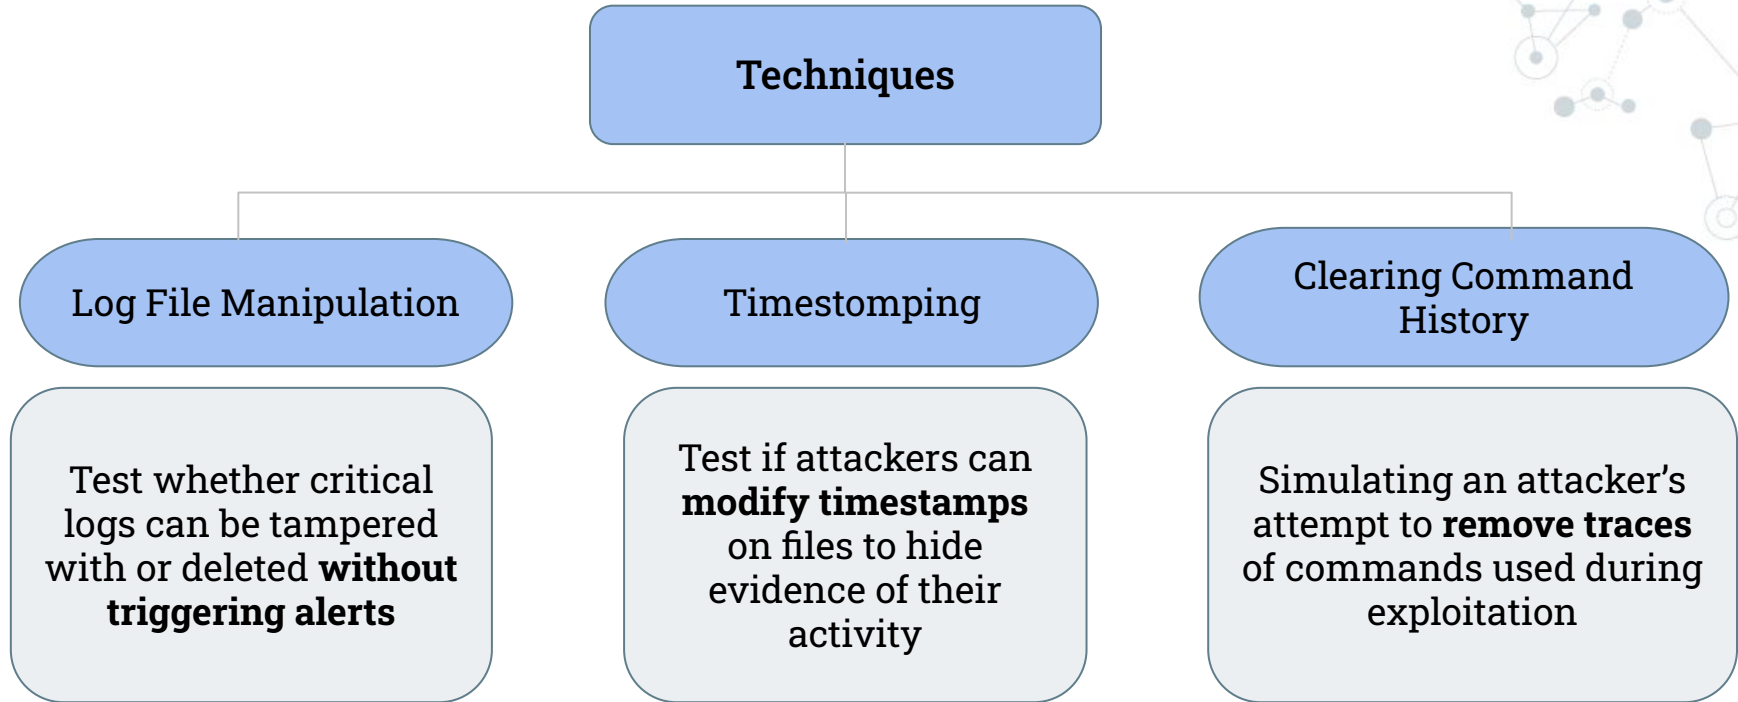 Techniques
Log File Manipulation
Timestomping
Clearing Command
History
Test whether critical
logs can be tampered
with or deleted without
triggering alerts
Test if attackers can
modify timestamps
on files to hide
evidence of their
activity
Simulating an attacker’s
attempt to remove traces
of commands used during
exploitation